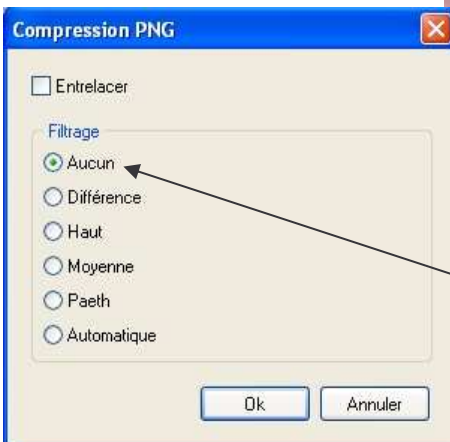 Compression PNG
Entrelacer
Filtrage
Aucun
Différence
Haut
Moyenne
Paeth
Automatique
Ok
Annuler